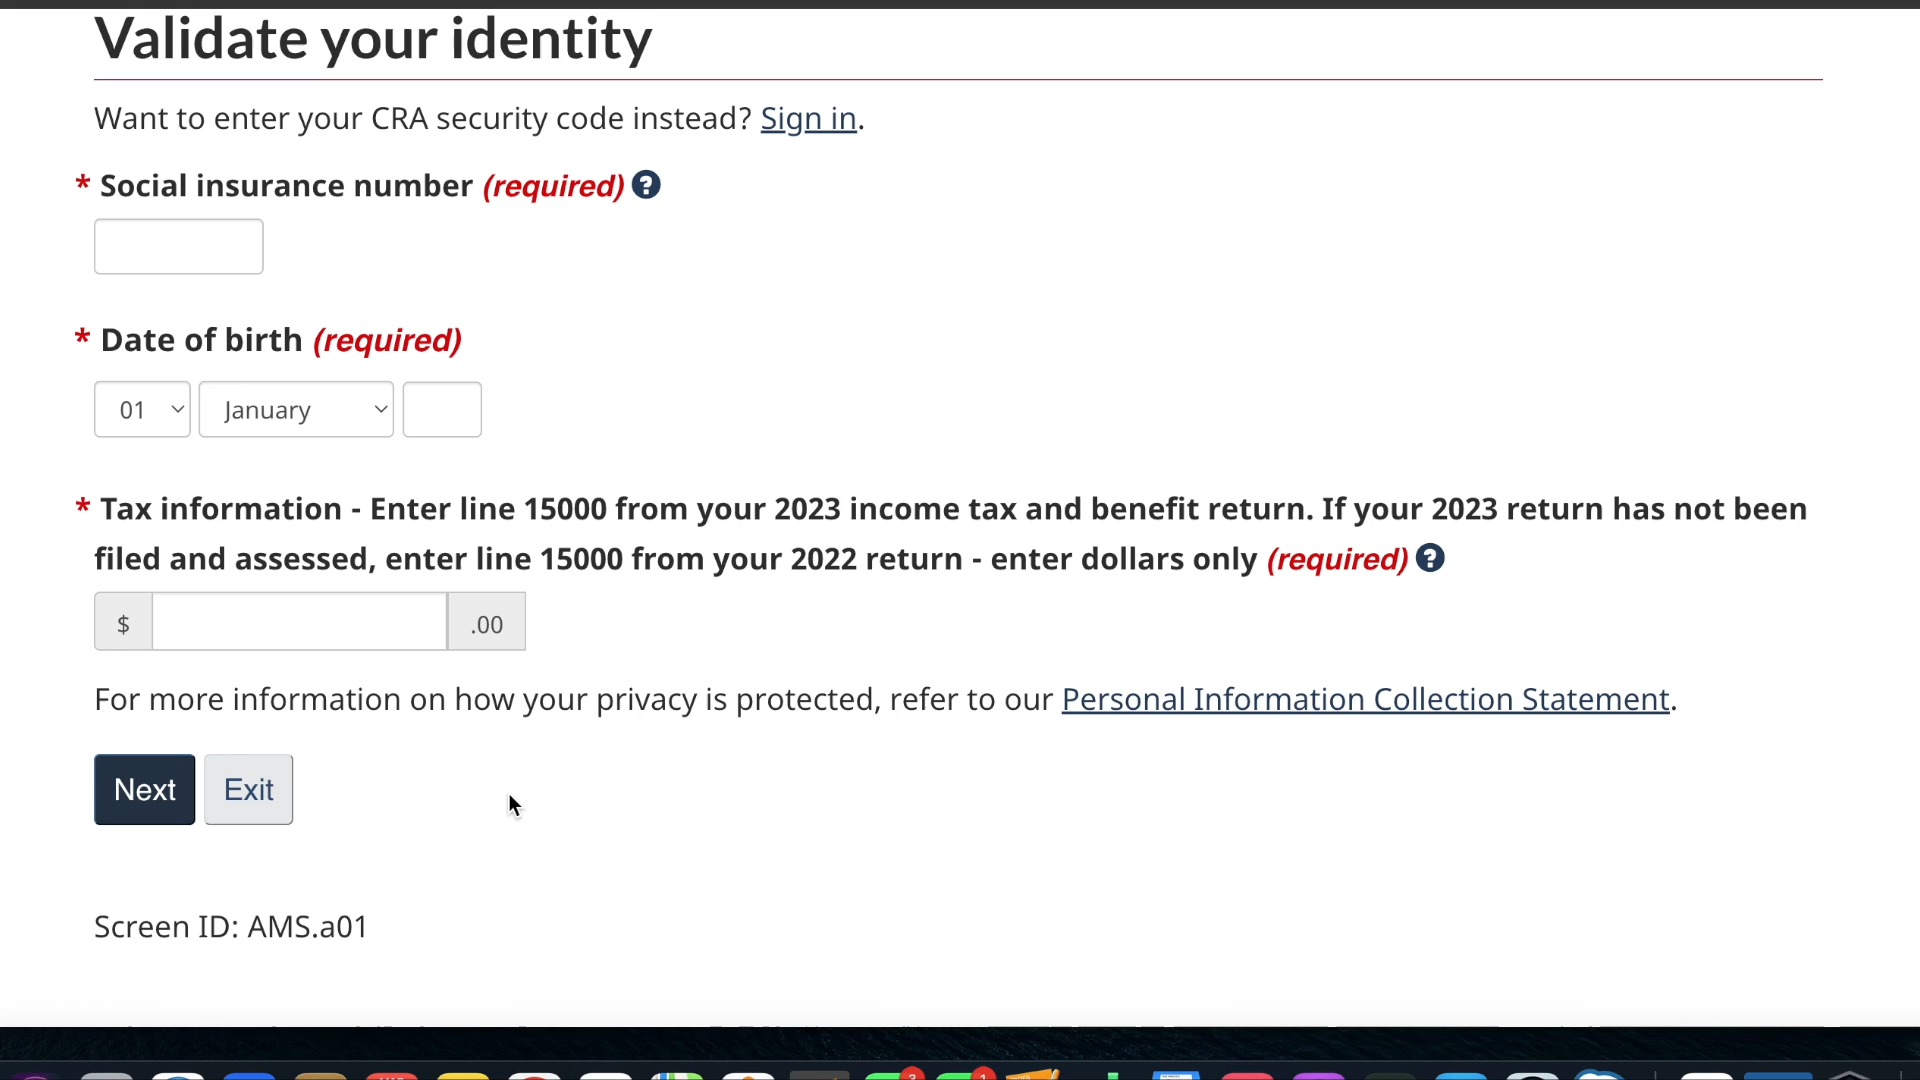 Validate your identity
Want to enter your CRA security code instead? Sign in.
* Social insurance number (required) ?
* Date of birth (required)
01 January
* Tax information - Enter line 15000 from your 2023 income tax and benefit return. If your 2023 return has not been
filed and assessed, enter line 15000 from your 2022 return - enter dollars only (required) ?
$ .00
For more information on how your privacy is protected, refer to our Personal Information Collection Statement.
Next Exit
Screen ID: AMS.a01